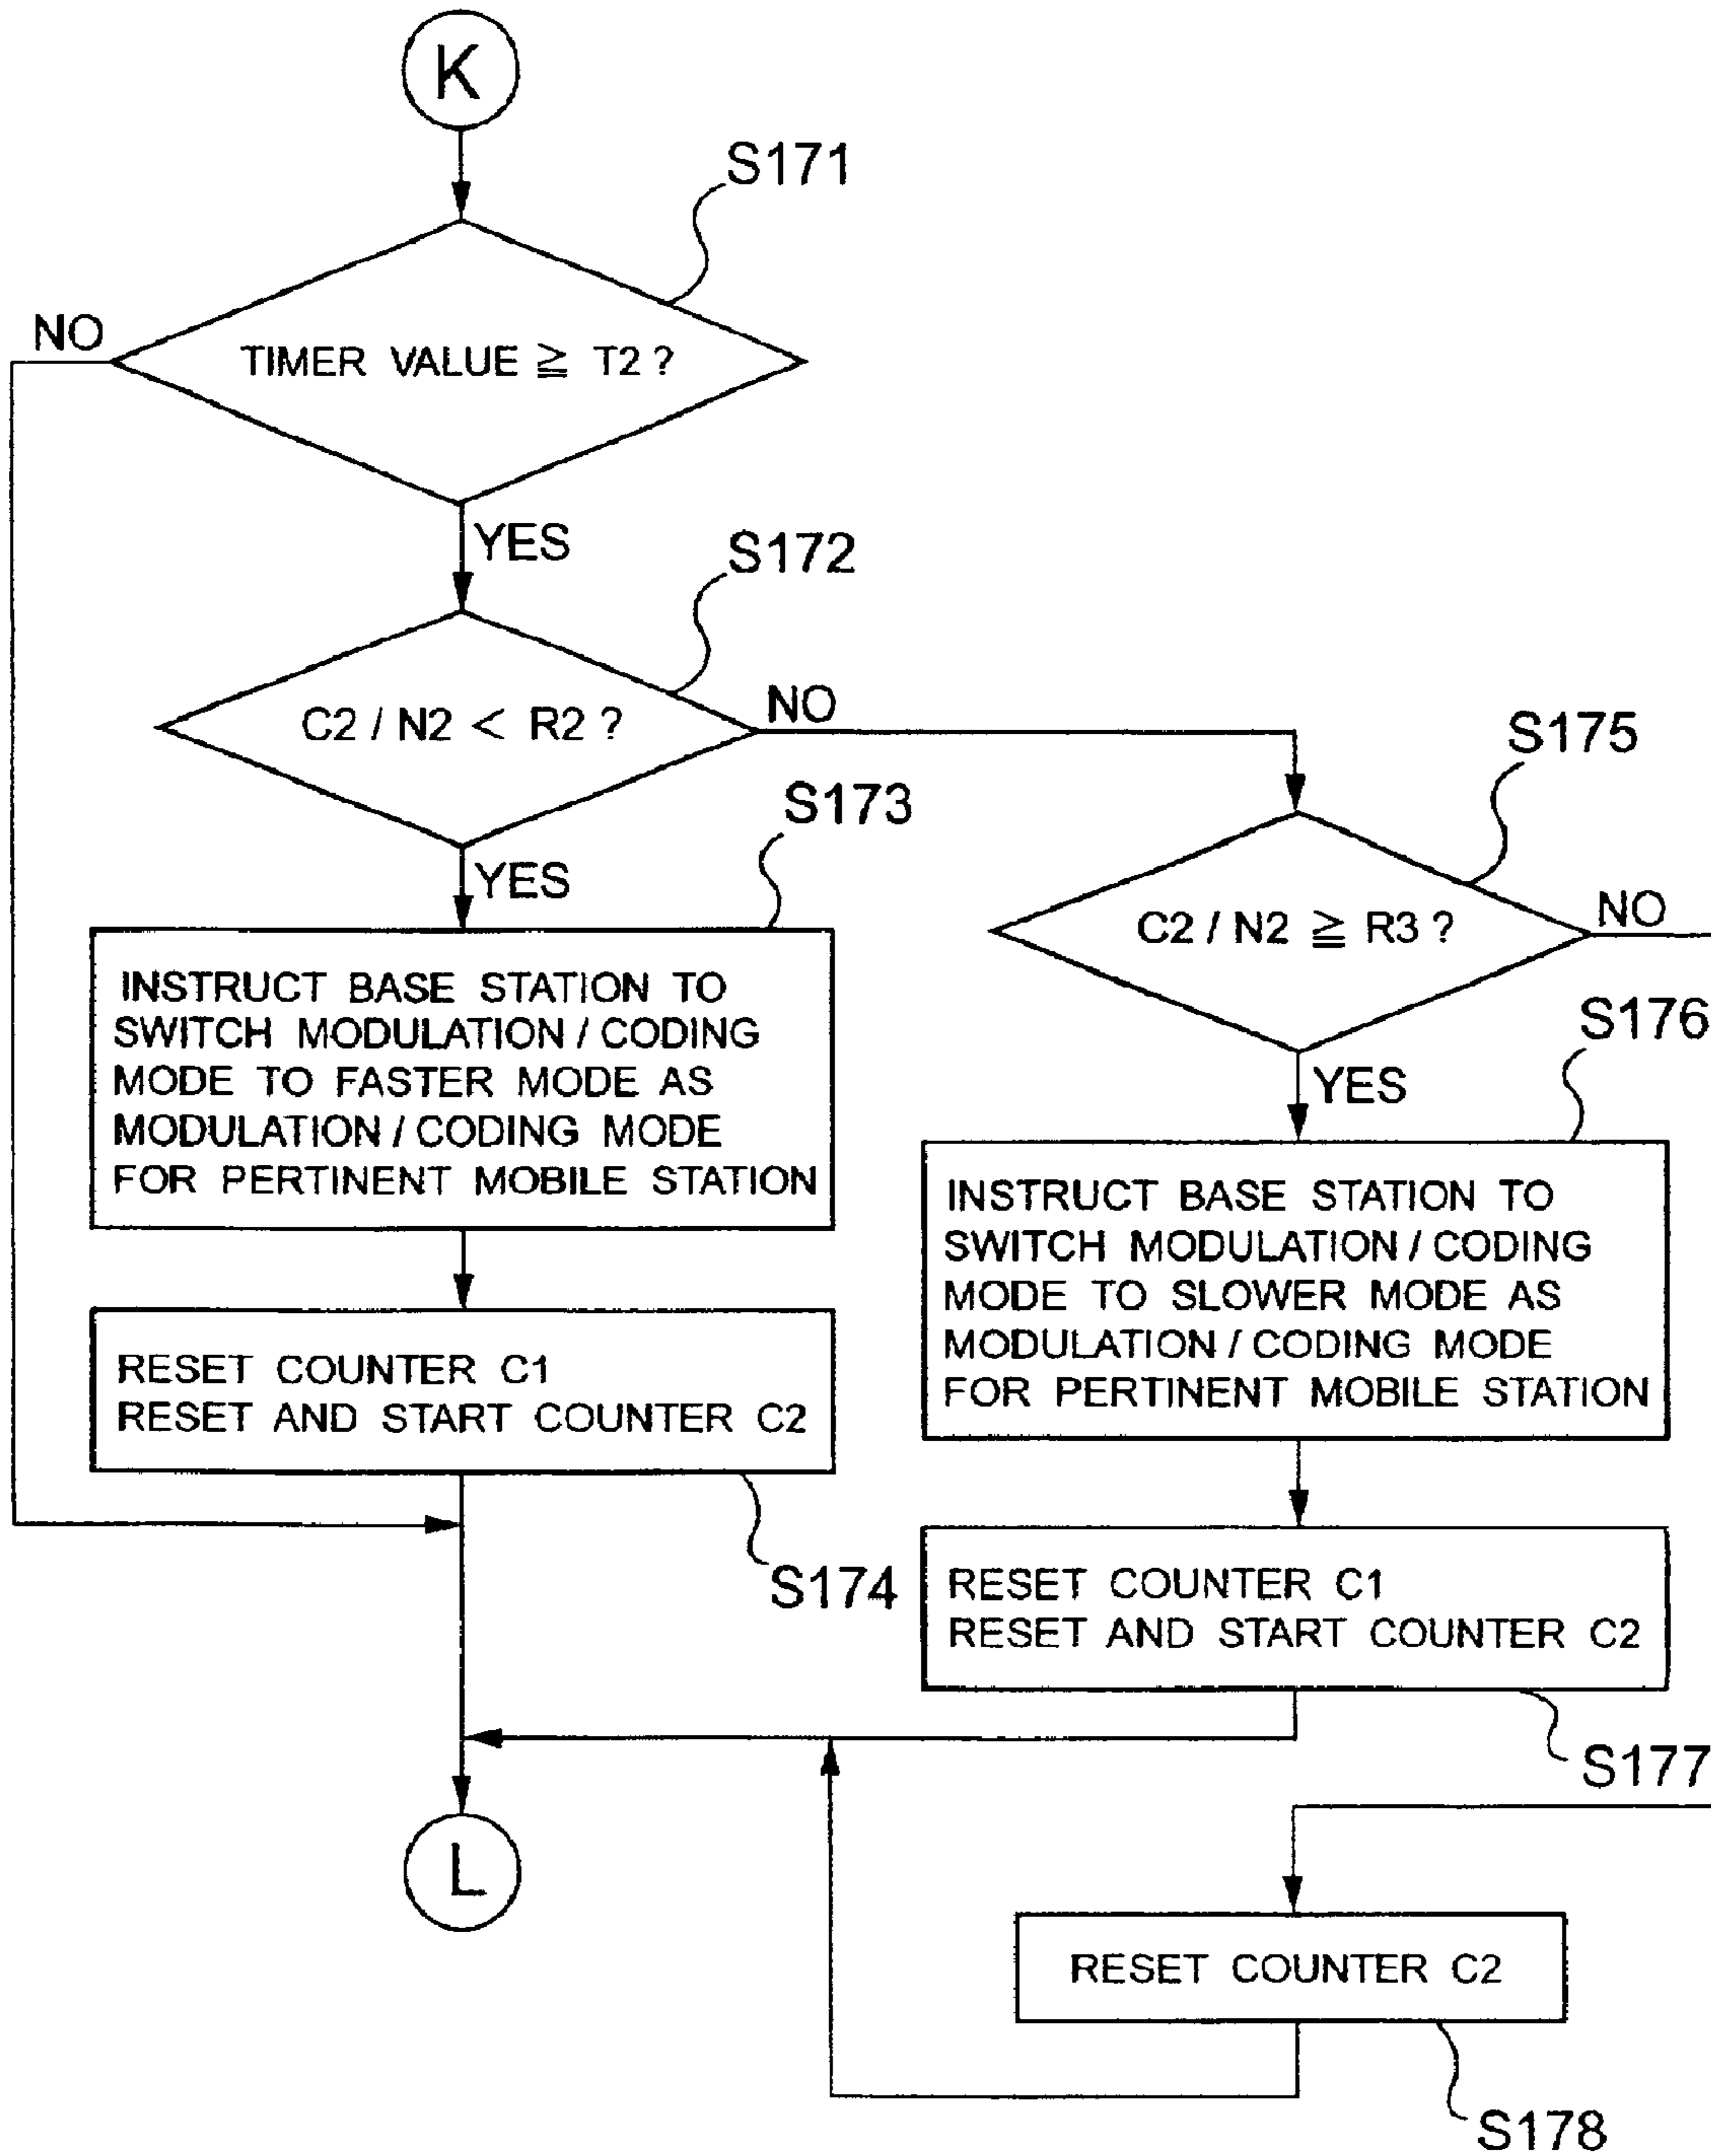 K
S171
NO
TIMER VALUE ≧ T2 ?
YES
S172
C2 / N2 < R2 ?
NO
S175
S173
YES
C2 / N2 ≧ R3 ?
NO
INSTRUCT BASE STATION TO
SWITCH MODULATION / CODING
MODE TO FASTER MODE AS
MODULATION / CODING MODE
FOR PERTINENT MOBILE STATION
S176
YES
INSTRUCT BASE STATION TO
SWITCH MODULATION / CODING
MODE TO SLOWER MODE AS
MODULATION / CODING MODE
FOR PERTINENT MOBILE STATION
RESET COUNTER C1
RESET AND START COUNTER C2
S174
RESET COUNTER C1
RESET AND START COUNTER C2
S177
L
RESET COUNTER C2
S178